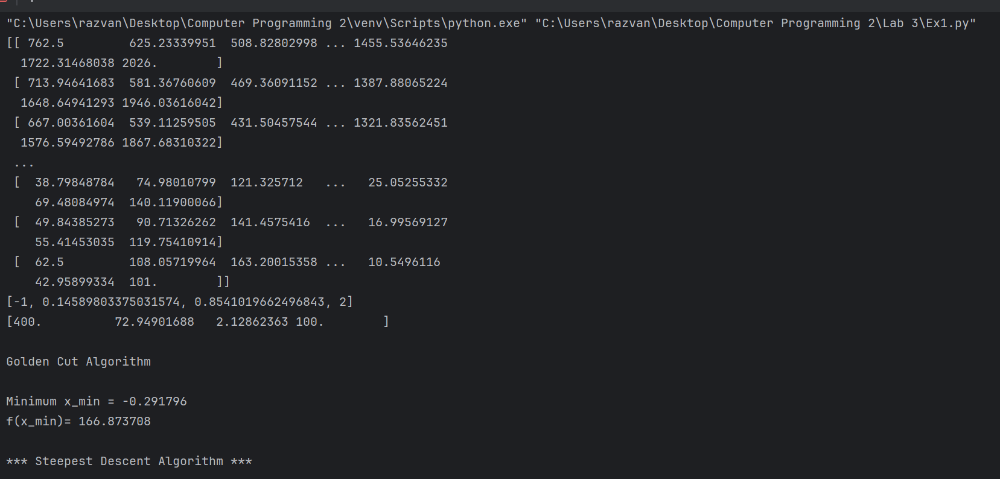 "C:\Users\razvan\Desktop\Computer Programming 2\venv\Scripts\python.exe" "C:\Users\razvan\Desktop\Computer Programming 2\Lab 3\Ex1.py"
[[ 762.5         625.23339951  508.82802998 ... 1455.53646235
  1722.31468038 2026.        ]
 [ 713.94641683  581.36760609  469.36091152 ... 1387.88065224
  1648.64941293 1946.03616042]
 [ 667.00361604  539.11259505  431.50457544 ... 1321.83562451
  1576.59492786 1867.68310322]
 ...
 [  38.79848784   74.98010799  121.325712   ...   25.05255332
    69.48084974  140.11900066]
 [  49.84385273   90.71326262  141.4575416  ...   16.99569127
    55.41453035  119.75410914]
 [  62.5         108.05719964  163.20015358 ...   10.5496116
    42.95899334  101.        ]]
[-1, 0.14589803375031574, 0.8541019662496843, 2]
[400.          72.94901688   2.12862363 100.        ]
Golden Cut Algorithm
Minimum x_min = -0.291796
f(x_min)= 166.873708
*** Steepest Descent Algorithm ***